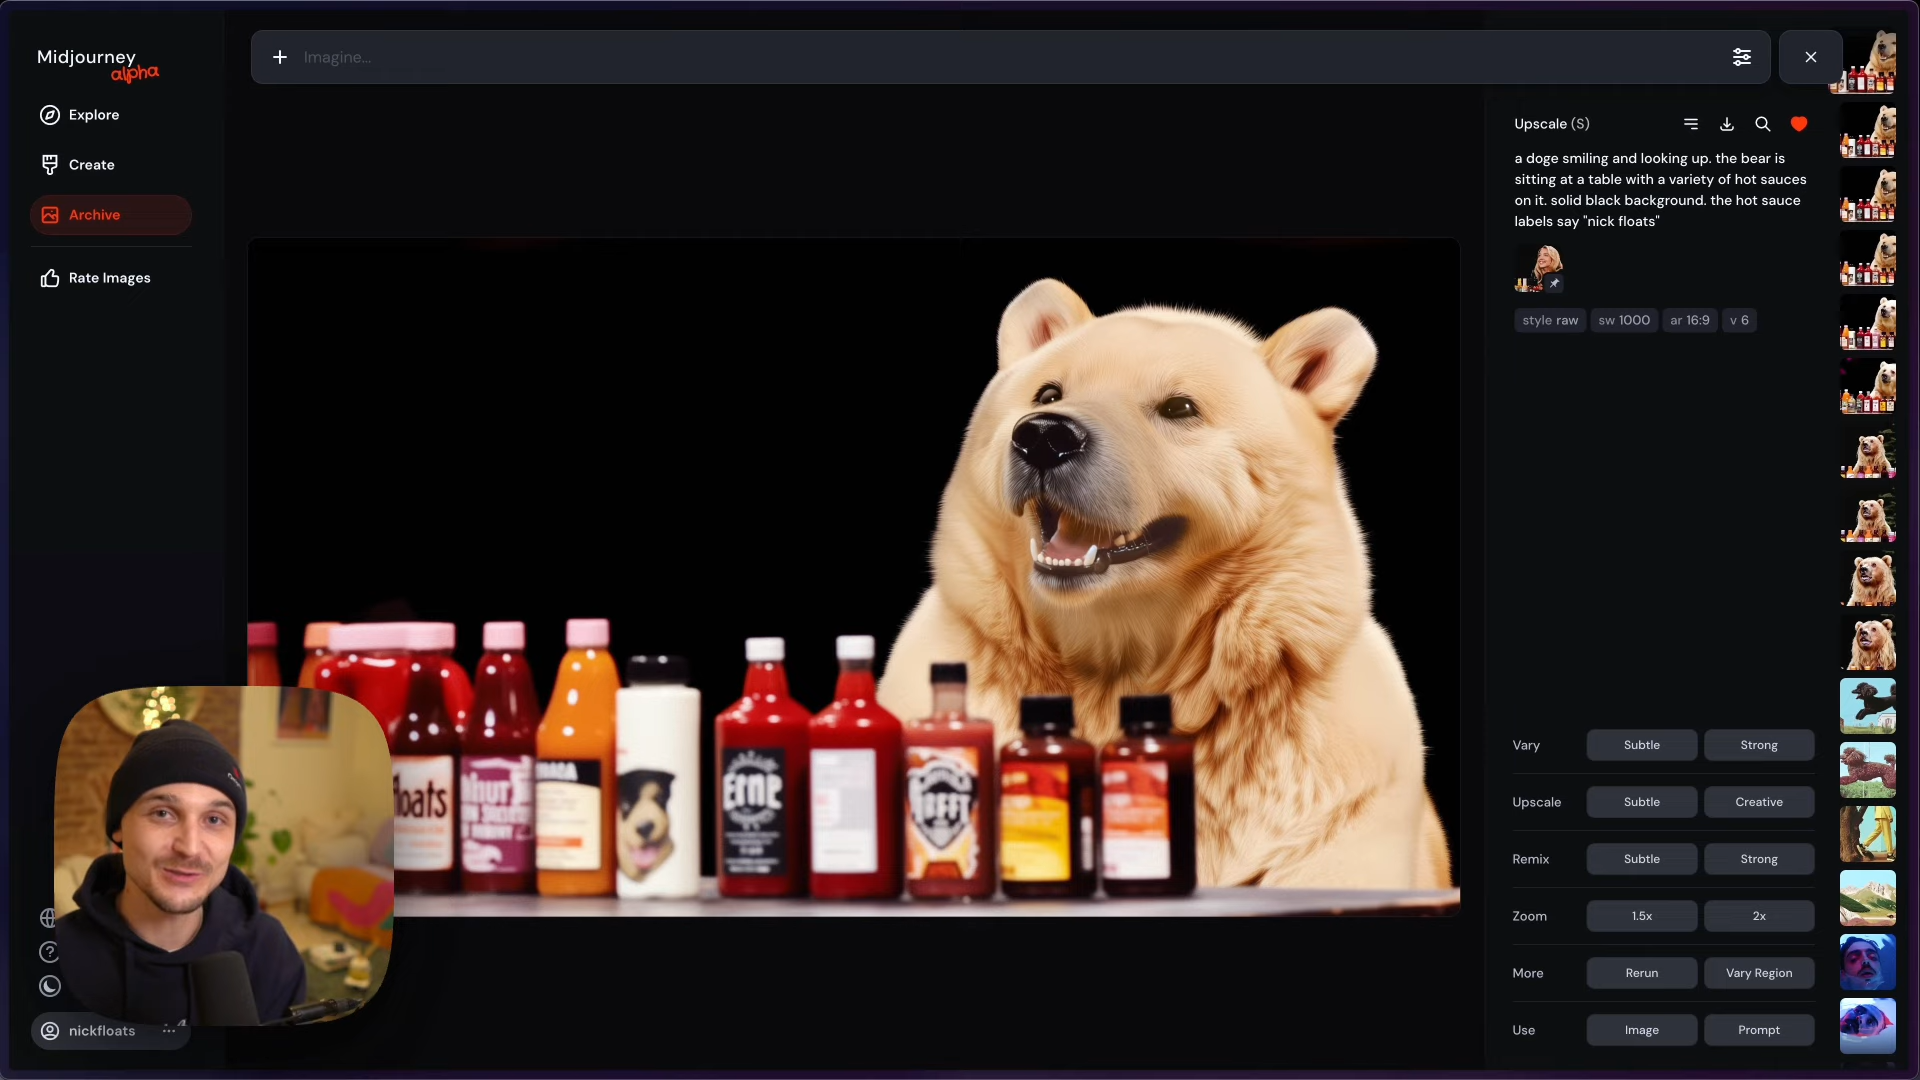 Midjourney
alpha
Imagine...
Explore
Create
Archive
Rate Images
nickfloats
Upscale (S)
a doge smiling and looking up. the bear is
sitting at a table with a variety of hot sauces
on it. solid black background. the hot sauce
labels say "nick floats"
style raw
sw 1000
ar 16:9
v 6
loats
Vary
Subtle
Strong
Upscale
Subtle
Creative
Remix
Subtle
Strong
Zoom
1.5x
2x
More
Rerun
Vary Region
Use
Image
Prompt